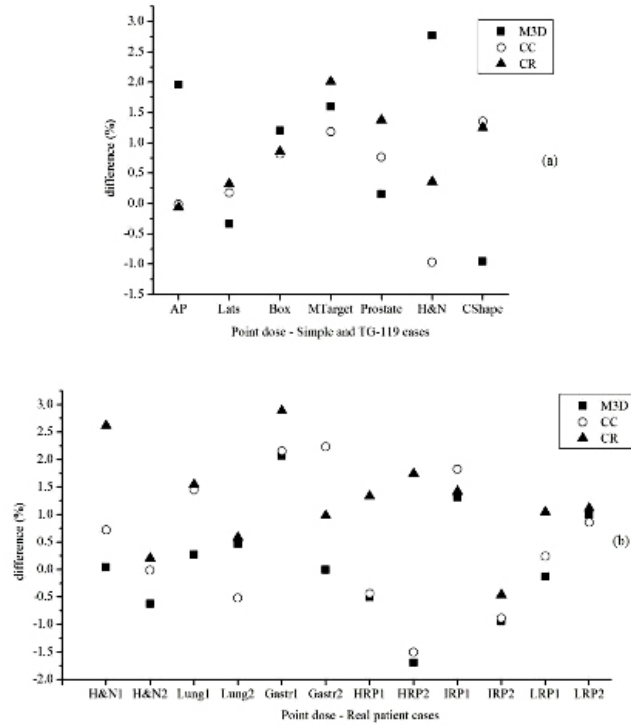 3.0
2.5
2.0
1.5
1.0
0.5
0.0
-0.5
-1.0
-1.5
difference (%)
M3D
CC
CR
(a)
AP Lats Box MTarget Prostate H&N CShape
Point dose - Simple and TG-119 cases
3.0
2.5
2.0
1.5
1.0
0.5
0.0
-0.5
-1.0
-1.5
-2.0
difference (%)
M3D
CC
CR
(b)
H&N1 H&N2 Lung1 Lung2 Gastr1 Gastr2 HRP1 HRP2 IRP1 IRP2 LRP1 LRP2
Point dose - Real patient cases